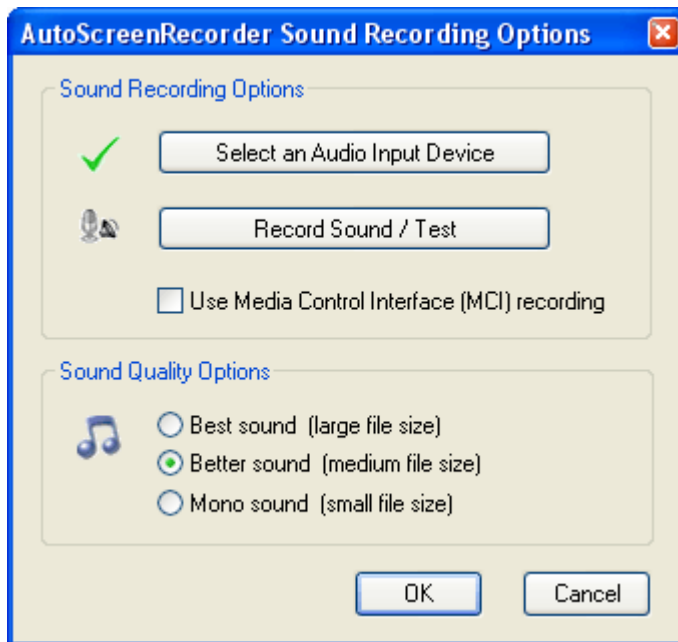 AutoScreenRecorder Sound Recording Options
Sound Recording Options
Select an Audio Input Device
Record Sound / Test
Use Media Control Interface (MCI) recording
Sound Quality Options
Best sound (large file size)
Better sound (medium file size)
Mono sound (small file size)
OK Cancel